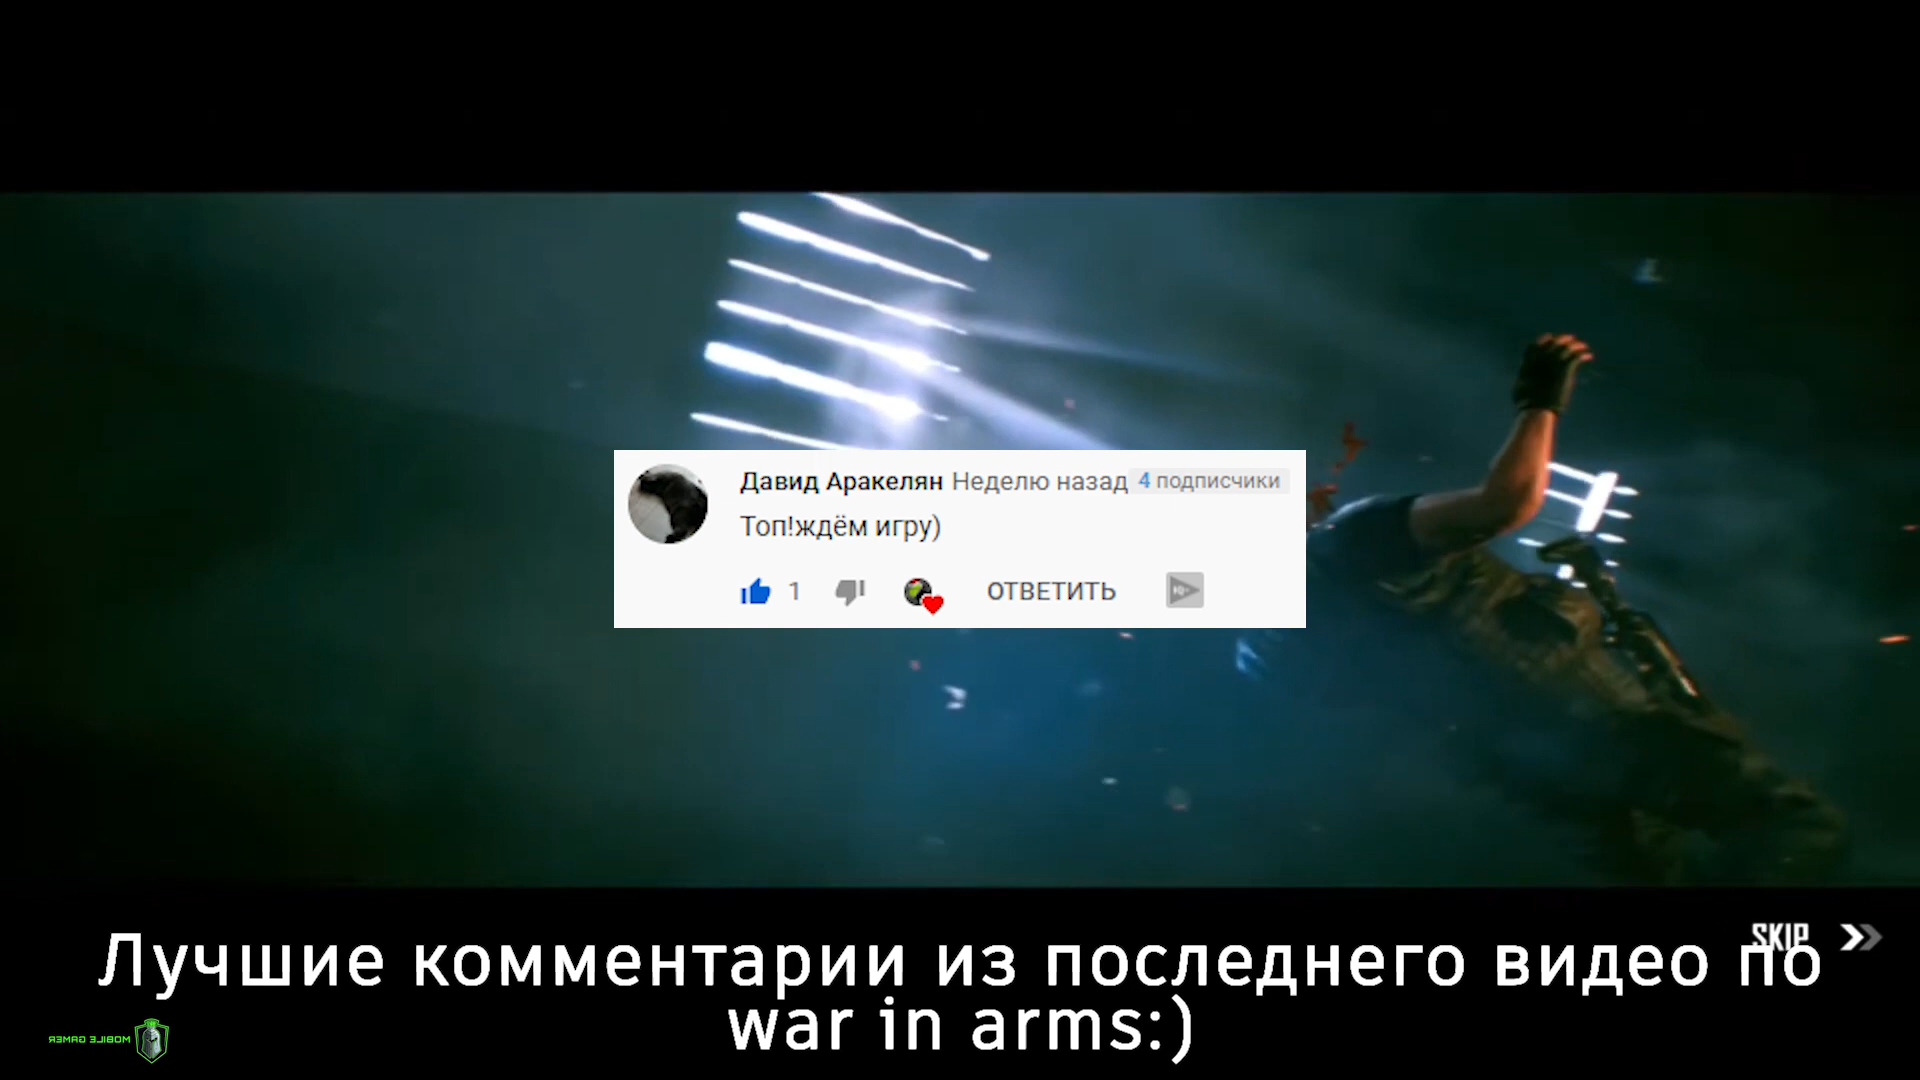 Давид Аракелян Неделю назад 4 подписчики
Топ!ждём игру)
1 ОТВЕТИТЬ
SKIP
Лучшие комментарии из последнего видео по
war in arms:)
MOBILE GAMER